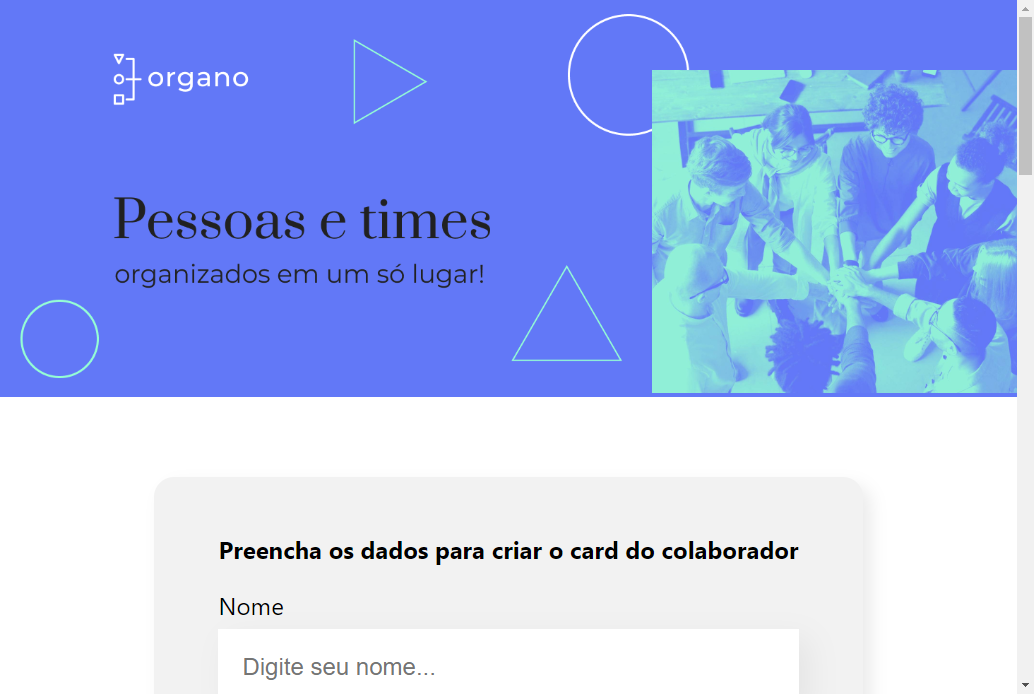 organo
Pessoas e times
organizados em um só lugar!
Preencha os dados para criar o card do colaborador
Nome
Digite seu nome...